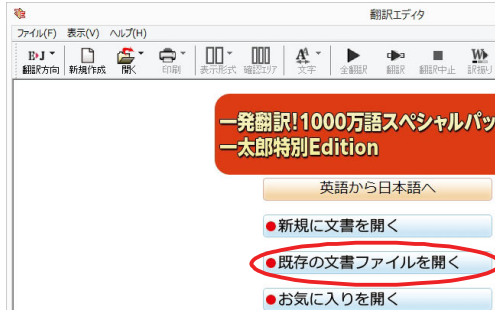 翻訳エディタ
ファイル(F) 表示(V) ヘルプ(H)
E▸J
翻訳方向 新規作成 開く 印刷 表示形式 確認エリア 文字 全翻訳 翻訳 翻訳中止 訳振り
一発翻訳!1000万語スペシャルパッ
一太郎特別Edition
英語から日本語へ
●新規に文書を開く
●既存の文書ファイルを開く
●お気に入りを開く